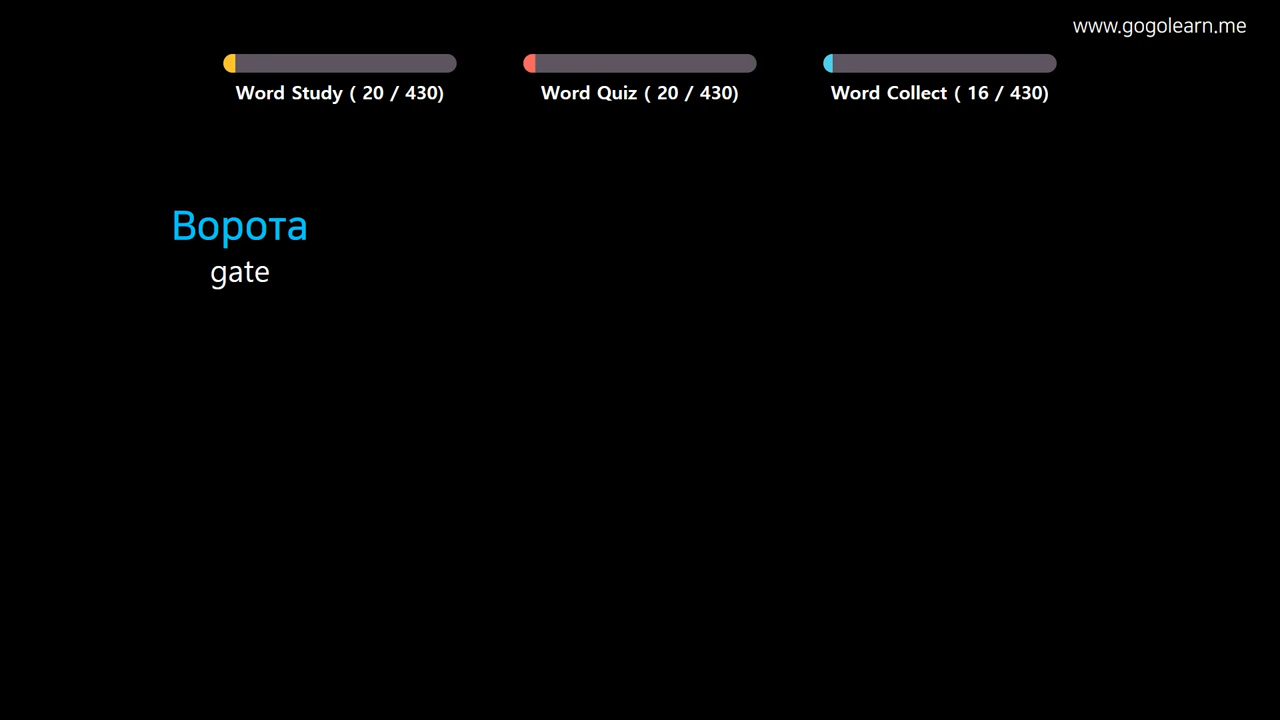 www.gogolearn.me
Word Study ( 20 / 430)
Word Quiz ( 20 / 430)
Word Collect ( 16 / 430)
Ворота
gate